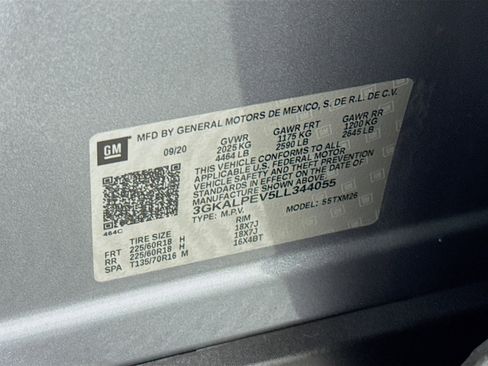 GM
MFD BY GENERAL MOTORS DE MEXICO, S. DE R.L. DE C.V.
09/20 GVWR GAWR FRT GAWR RR
2025 KG 1175 KG 1200 KG
4464 LB 2590 LB 2645 LB
THIS VEHICLE CONFORMS TO ALL APPLICABLE U.S. FEDERAL MOTOR
VEHICLE SAFETY AND THEFT PREVENTION
STANDARDS IN EFFECT ON THE DATE OF
MANUFACTURE SHOWN ABOVE.
3GKALPEV5LL344055
TYPE: M.P.V. MODEL: SSTXM26
464C
TIRE SIZE RIM
FRT 225/60R18 H 18X7J
RR 225/60R18 H 18X7J
SPA T135/70R16 M 16X4BT